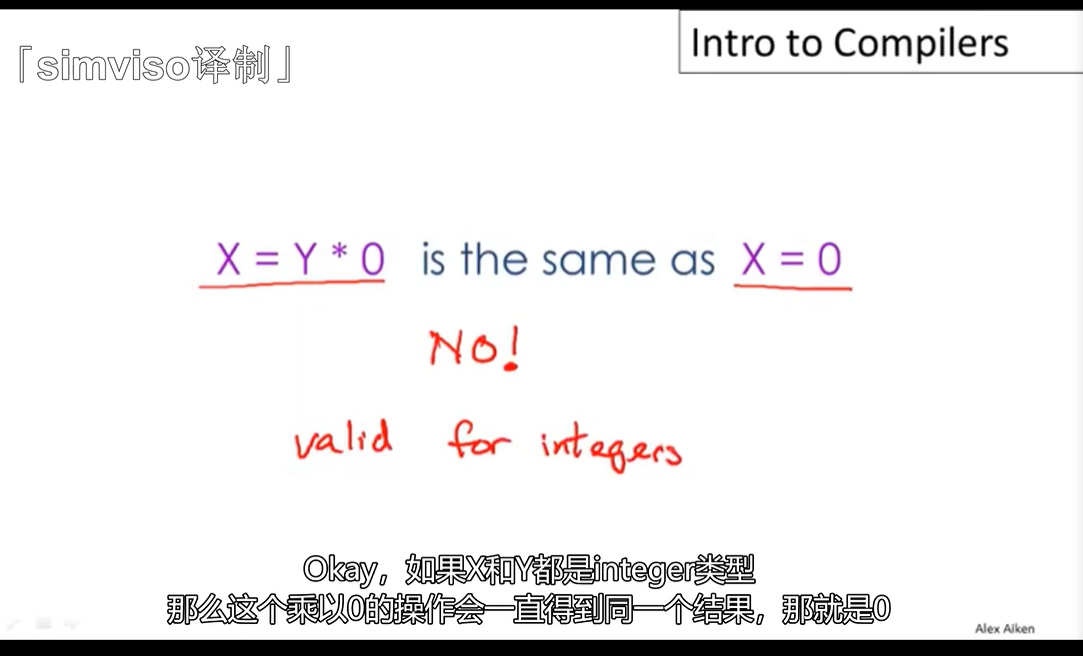 「simviso译制」
Intro to Compilers
X = Y * 0 is the same as X = 0
NO!
valid for integers
Okay，如果X和Y都是integer类型
那么这个乘以0的操作会一直得到同一个结果，那就是0
Alex Aiken